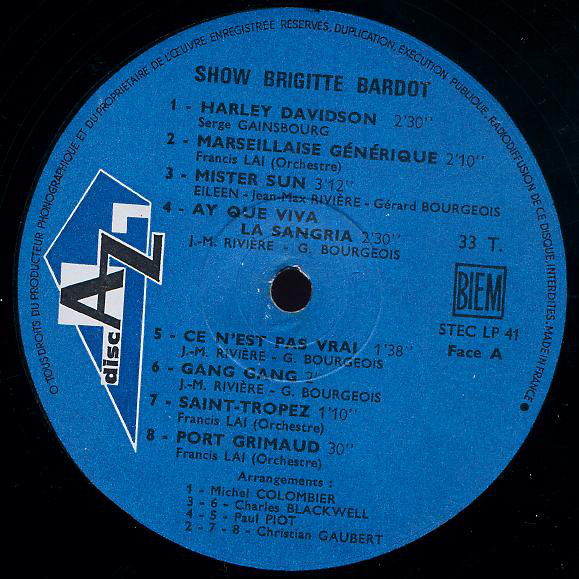 TOUS DROITS DU PRODUCTEUR PHONOGRAPHIQUE ET DU PROPRIETAIRE DE L'ŒUVRE ENREGISTRÉE RESERVÉS, DUPLICATION, EXÉCUTION PUBLIQUE, RADIODIFFUSION DE CE DISQUE INTERDITES. MADE IN FRANCE
SHOW BRIGITTE BARDOT
1 - HARLEY DAVIDSON 2'30''
Serge GAINSBOURG
2 - MARSEILLAISE GÉNÉRIQUE 2'10''
Francis LAI (Orchestre)
3 - MISTER SUN 3'12''
EILEEN - Jean-Max RIVIÈRE - Gérard BOURGEOIS
4 - AY QUE VIVA
LA SANGRIA 2'30''
J.-M. RIVIÈRE - G. BOURGEOIS
33 T.
BIEM
STEC LP 41
Face A
disc AZ
5 - CE N'EST PAS VRAI 1'38''
J.-M. RIVIÈRE - G. BOURGEOIS
6 - GANG GANG
J.-M. RIVIÈRE - G. BOURGEOIS
7 - SAINT-TROPEZ 1'10''
Francis LAI (Orchestre)
8 - PORT GRIMAUD 30''
Francis LAI (Orchestre)
Arrangements :
1 - Michel COLOMBIER
3 - 6 - Charles BLACKWELL
4 - 5 - Paul PIOT
2 - 7 - 8 - Christian GAUBERT